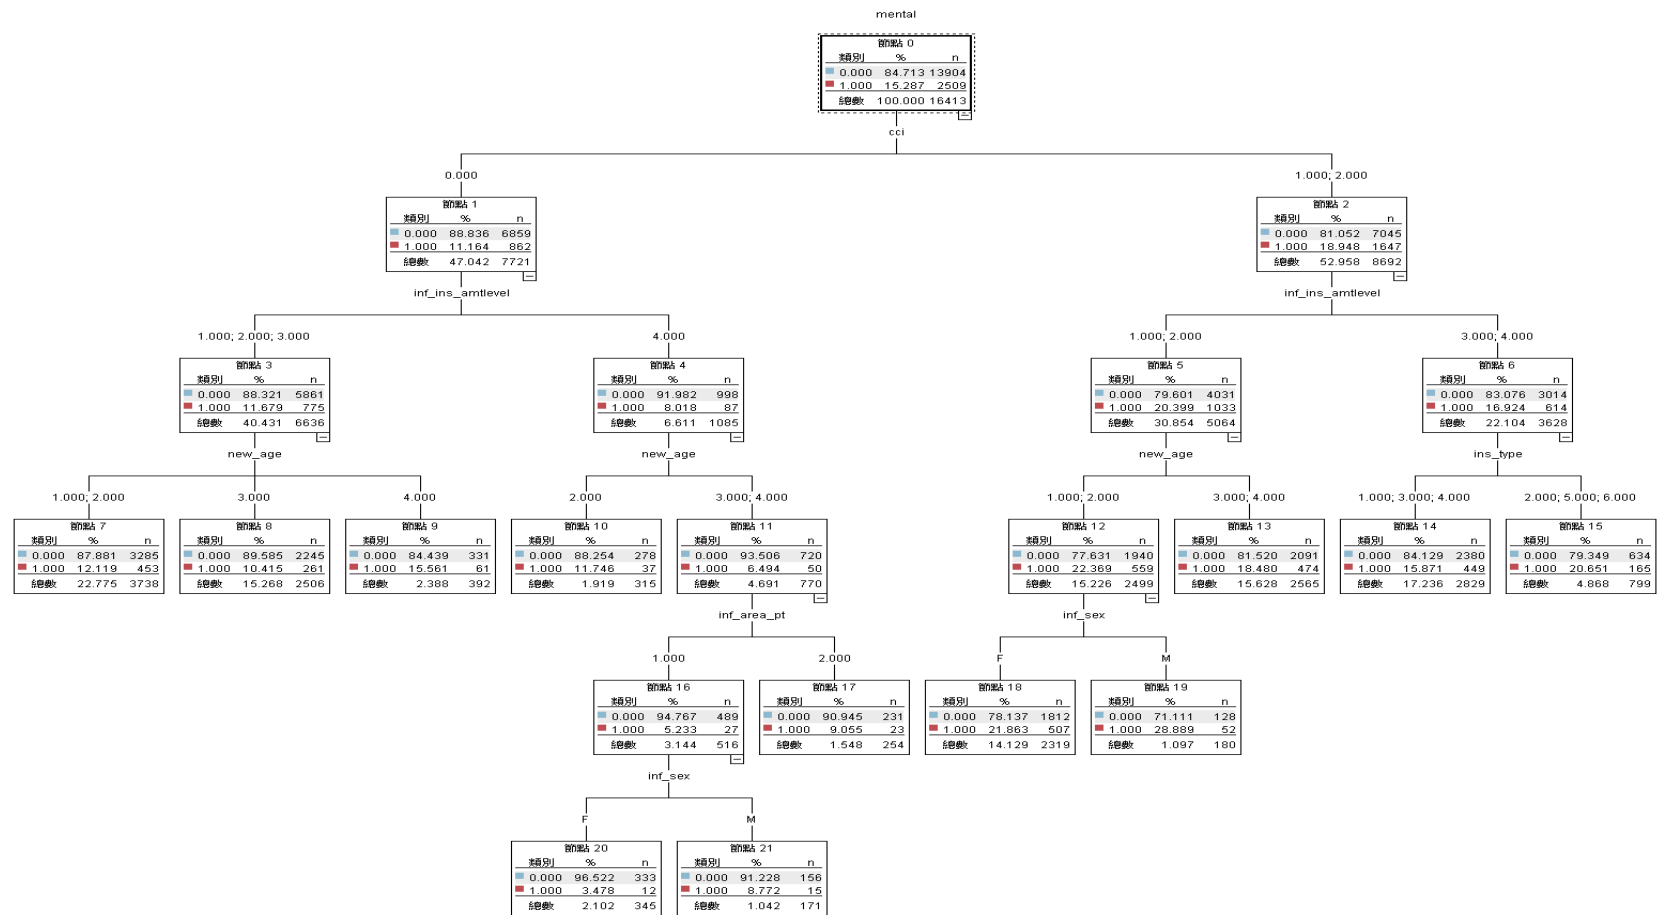 mental
節點 0
類別 % n
0.000 84.713 13904
1.000 15.287 2509
總數 100.000 16413
cci
0.000
1.000; 2.000
節點 1
類別 % n
0.000 88.836 6859
1.000 11.164 862
總數 47.042 7721
節點 2
類別 % n
0.000 81.052 7045
1.000 18.948 1647
總數 52.958 8692
inf_ins_amtlevel
inf_ins_amtlevel
1.000; 2.000; 3.000
4.000
1.000; 2.000
3.000; 4.000
節點 3
類別 % n
0.000 88.321 5861
1.000 11.679 775
總數 40.431 6636
節點 4
類別 % n
0.000 91.982 998
1.000 8.018 87
總數 6.611 1085
節點 5
類別 % n
0.000 79.601 4031
1.000 20.399 1033
總數 30.854 5064
節點 6
類別 % n
0.000 83.076 3014
1.000 16.924 614
總數 22.104 3628
new_age
new_age
new_age
ins_type
1.000; 2.000
3.000
4.000
2.000
3.000; 4.000
1.000; 2.000
3.000; 4.000
1.000; 3.000; 4.000
2.000; 5.000; 6.000
節點 7
類別 % n
0.000 87.881 3285
1.000 12.119 453
總數 22.775 3738
節點 8
類別 % n
0.000 89.585 2245
1.000 10.415 261
總數 15.268 2506
節點 9
類別 % n
0.000 84.439 331
1.000 15.561 61
總數 2.388 392
節點 10
類別 % n
0.000 88.254 278
1.000 11.746 37
總數 1.919 315
節點 11
類別 % n
0.000 93.506 720
1.000 6.494 50
總數 4.691 770
節點 12
類別 % n
0.000 77.631 1940
1.000 22.369 559
總數 15.226 2499
節點 13
類別 % n
0.000 81.520 2091
1.000 18.480 474
總數 15.628 2565
節點 14
類別 % n
0.000 84.129 2380
1.000 15.871 449
總數 17.236 2829
節點 15
類別 % n
0.000 79.349 634
1.000 20.651 165
總數 4.868 799
inf_area_pt
inf_sex
1.000
2.000
F
M
節點 16
類別 % n
0.000 94.767 489
1.000 5.233 27
總數 3.144 516
節點 17
類別 % n
0.000 90.945 231
1.000 9.055 23
總數 1.548 254
節點 18
類別 % n
0.000 78.137 1812
1.000 21.863 507
總數 14.129 2319
節點 19
類別 % n
0.000 71.111 128
1.000 28.889 52
總數 1.097 180
inf_sex
F
M
節點 20
類別 % n
0.000 96.522 333
1.000 3.478 12
總數 2.102 345
節點 21
類別 % n
0.000 91.228 156
1.000 8.772 15
總數 1.042 171